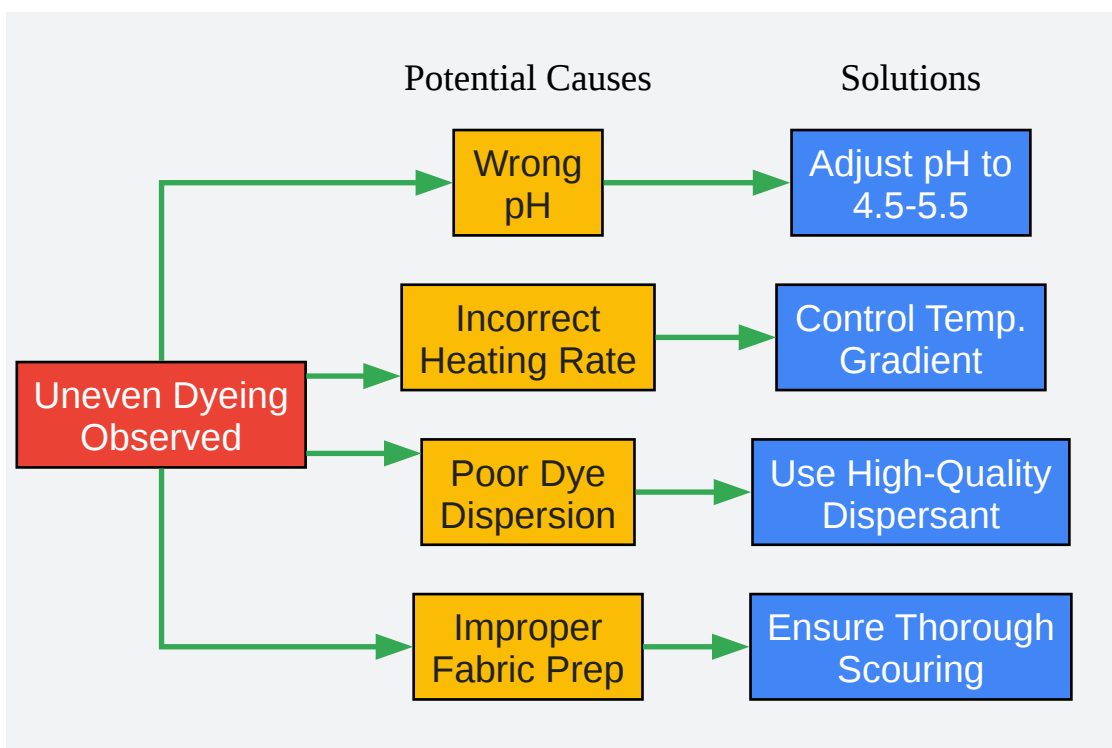 Potential Causes
Solutions
Wrong
pH
Adjust pH to
4.5-5.5
Incorrect
Heating Rate
Control Temp.
Gradient
Uneven Dyeing
Observed
Poor Dye
Dispersion
Use High-Quality
Dispersant
Improper
Fabric Prep
Ensure Thorough
Scouring